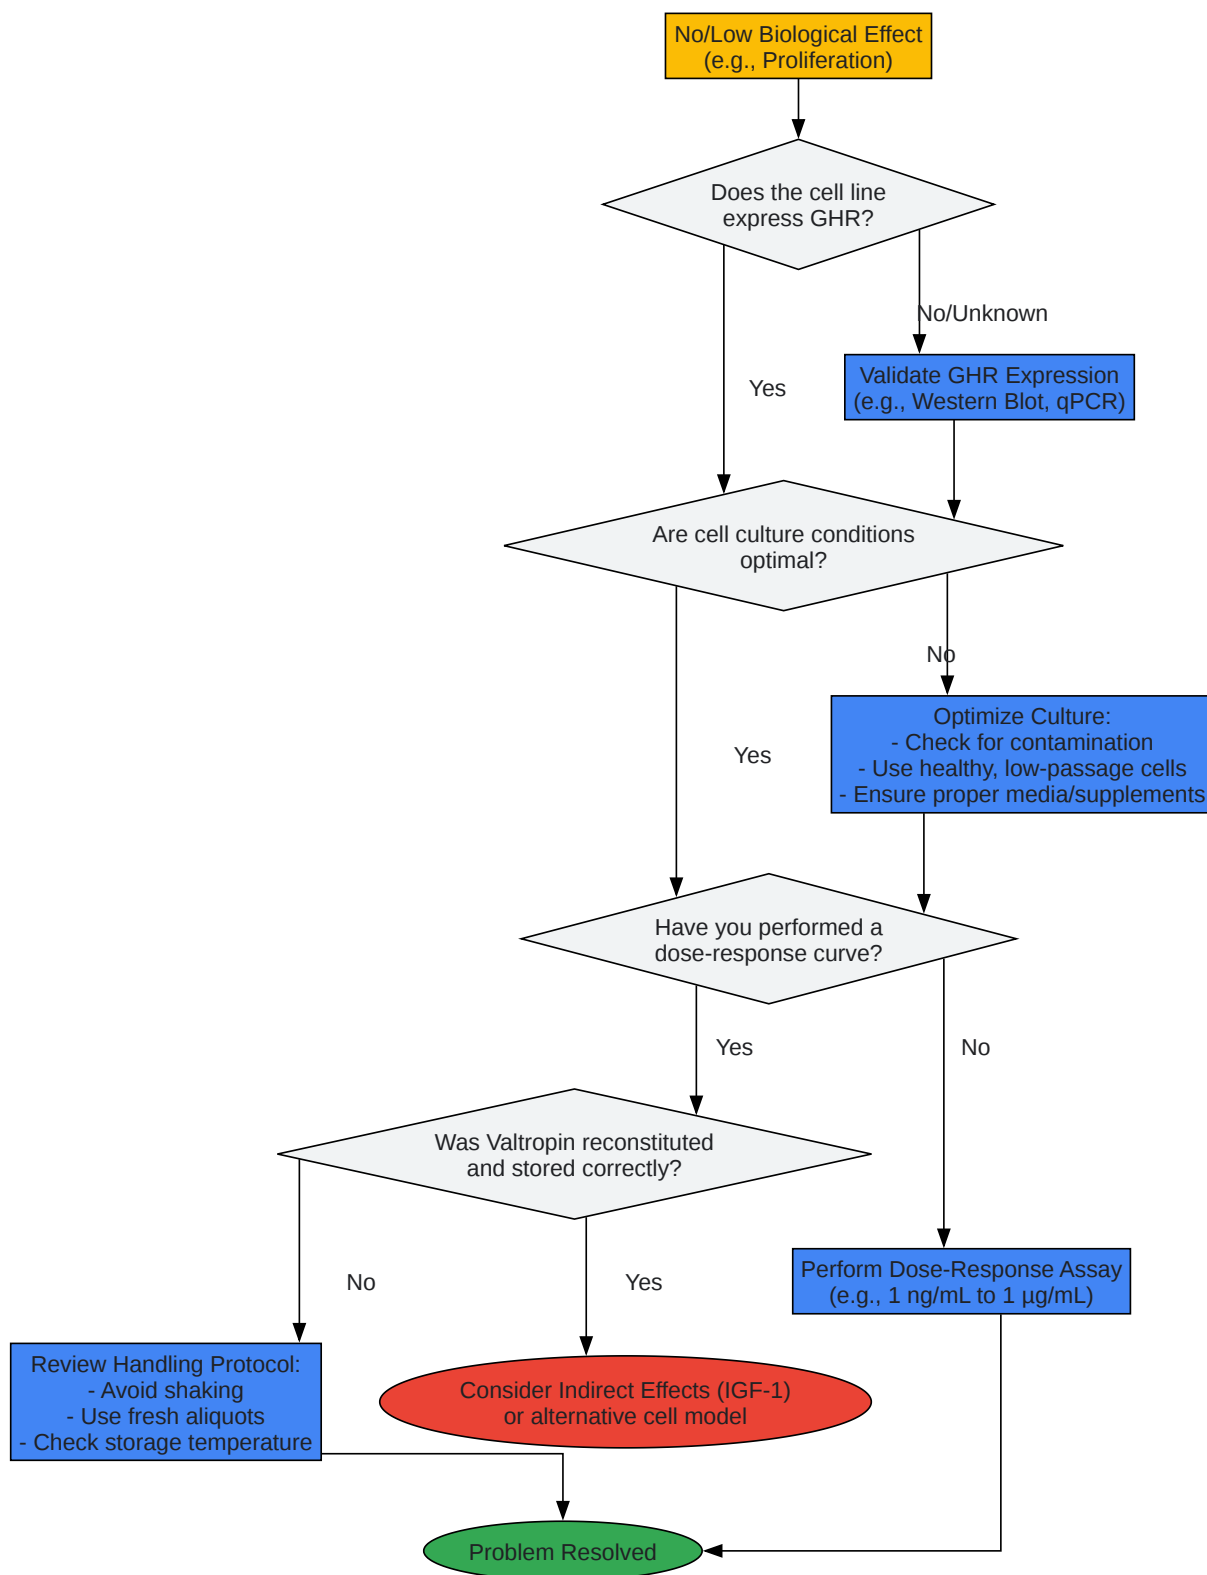 No/Low Biological Effect
(e.g., Proliferation)
Does the cell line
express GHR?
No/Unknown
Validate GHR Expression
(e.g., Western Blot, qPCR)
Yes
Are cell culture conditions
optimal?
No
Optimize Culture:
- Check for contamination
- Use healthy, low-passage cells
- Ensure proper media/supplements
Yes
Have you performed a
dose-response curve?
Yes
No
Was Valtropin reconstituted
and stored correctly?
No
Yes
Perform Dose-Response Assay
(e.g., 1 ng/mL to 1 µg/mL)
Review Handling Protocol:
- Avoid shaking
- Use fresh aliquots
- Check storage temperature
Consider Indirect Effects (IGF-1)
or alternative cell model
Problem Resolved